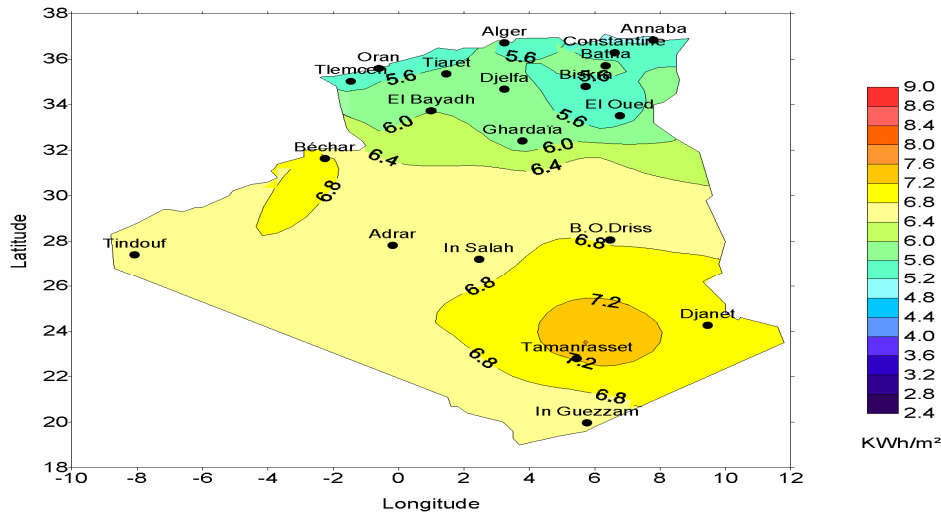 38
36
34
32
30
28
26
24
22
20
18
Latitude
-10 -8 -6 -4 -2 0 2 4 6 8 10 12
Longitude
Annaba
Alger
Constantine
Oran
5.6
Batna
Tlemcen
5.6
Tiaret
Djelfa
Biskra
5.6
El Bayadh
El Oued
5.6
6.0
Ghardaïa
6.0
Béchar
6.4
6.4
6.8
B.O.Driss
Adrar
6.8
Tindouf
In Salah
6.8
7.2
Djanet
Tamanrasset
6.8
7.2
6.8
In Guezzam
9.0
8.6
8.4
8.0
7.6
7.2
6.8
6.4
6.0
5.6
5.2
4.8
4.4
4.0
3.6
3.2
2.8
2.4
KWh/m²